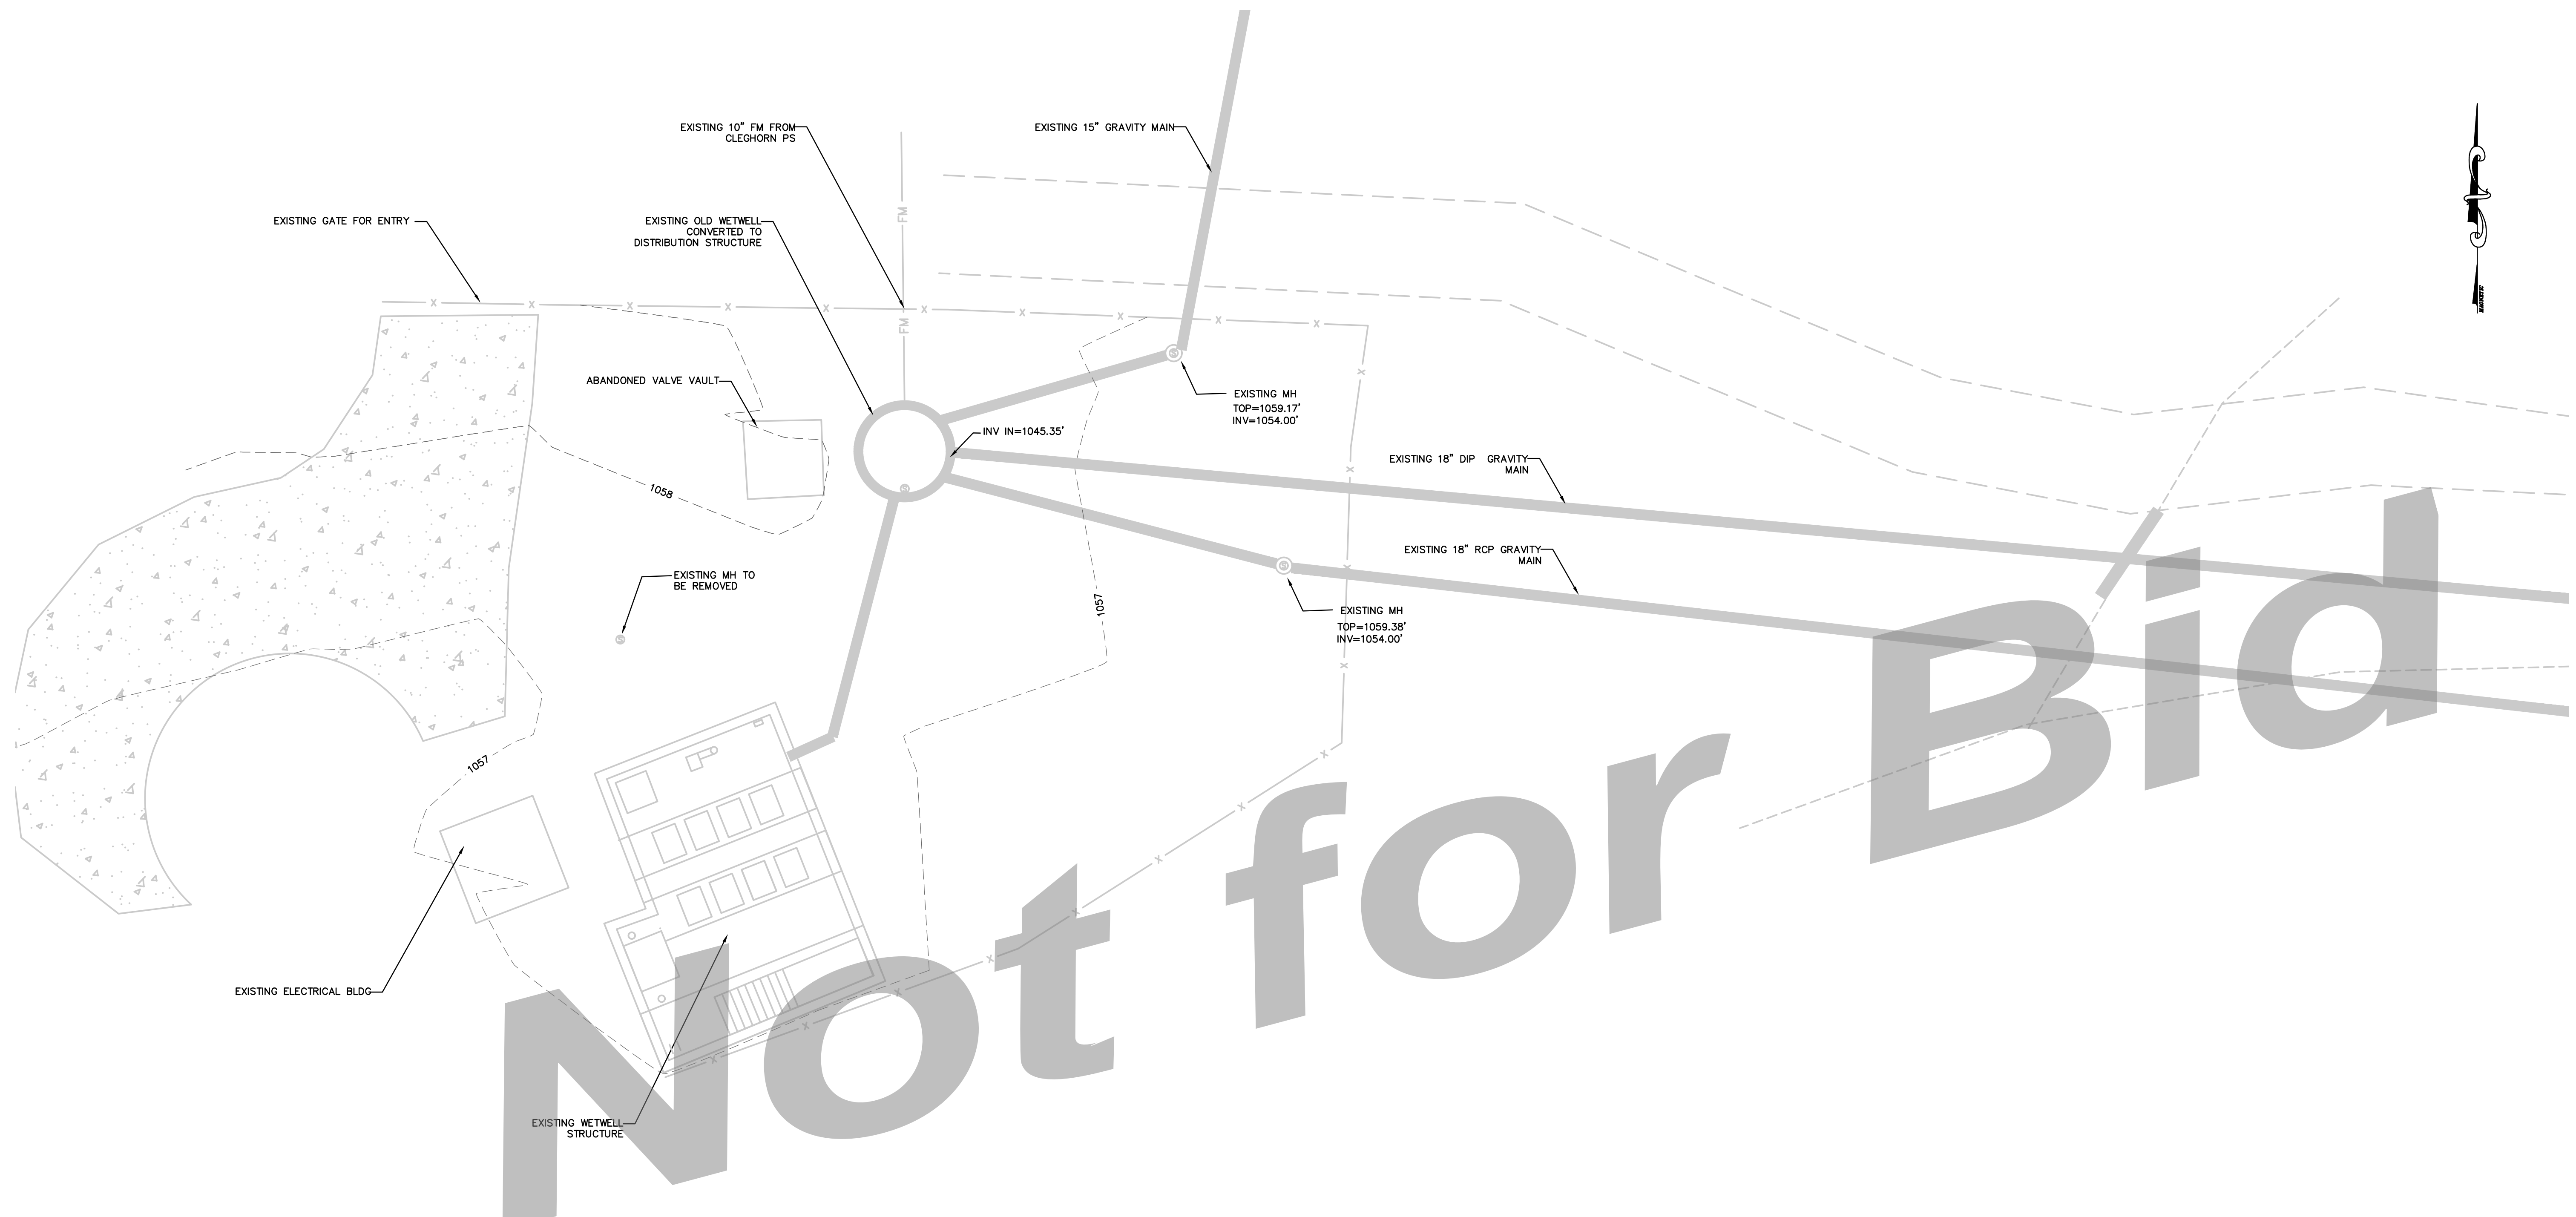 EXISTING 10" FM FROM
CLEGHORN PS
EXISTING 15" GRAVITY MAIN
EXISTING GATE FOR ENTRY
EXISTING OLD WETWELL
CONVERTED TO
DISTRIBUTION STRUCTURE
FM
MAGNETIC
X X X X X X X X X X
FM
ABANDONED VALVE VAULT
EXISTING MH
TOP=1059.17'
INV=1054.00'
INV IN=1045.35'
EXISTING 18" DIP GRAVITY
MAIN
1058
EXISTING 18" RCP GRAVITY
MAIN
EXISTING MH TO
BE REMOVED
1057
EXISTING MH
TOP=1059.38'
INV=1054.00'
1057
EXISTING ELECTRICAL BLDG
EXISTING WETWELL
STRUCTURE
Not for Bid